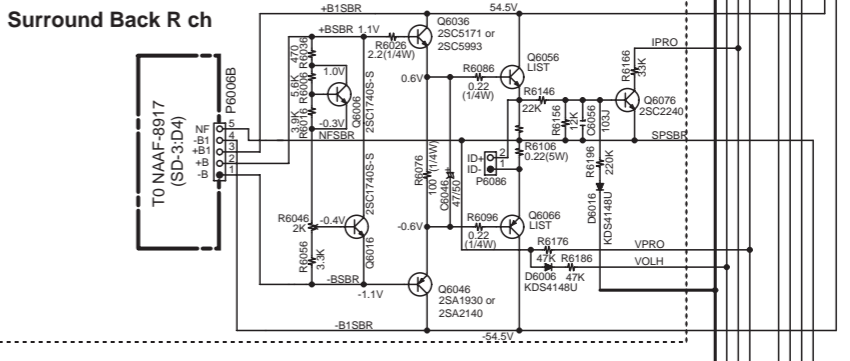 Surround Back R ch
+B1SBR
54.5V
+BSBR 1.1V
Q6036
2SC5171 or
2SC5993
R6026
2.2(1/4W)
470
R6036
1.0V
5.6K
R6006
3.9K
R6016
-0.3V
Q6006
2SC1740S-S
NFSBR
P6006B
T0 NAAF-8917
(SD-3:D4)
NF 5
-B1 4
+B1 3
+B 2
-B 1
0.6V
R6086
0.22
(1/4W)
Q6056
LIST
R6146
22K
R6156
12K
C6056
103J
R6166
33K
IPRO
Q6076
2SC2240
SPSBR
R6106
0.22(5W)
ID+ 2
ID- 1
P6086
R6076
100 (1/4W)
C6046
+
47/50
R6196
220K
D6016
KDS4148U
2SC1740S-S
Q6016
R6046
2K
-0.4V
R6056
3.3K
-0.6V
R6096
0.22
(1/4W)
Q6066
LIST
R6176
47K
VPRO
R6186
47K
VOLH
D6006
KDS4148U
-BSBR
-1.1V
Q6046
2SA1930 or
2SA2140
-B1SBR
-54.5V